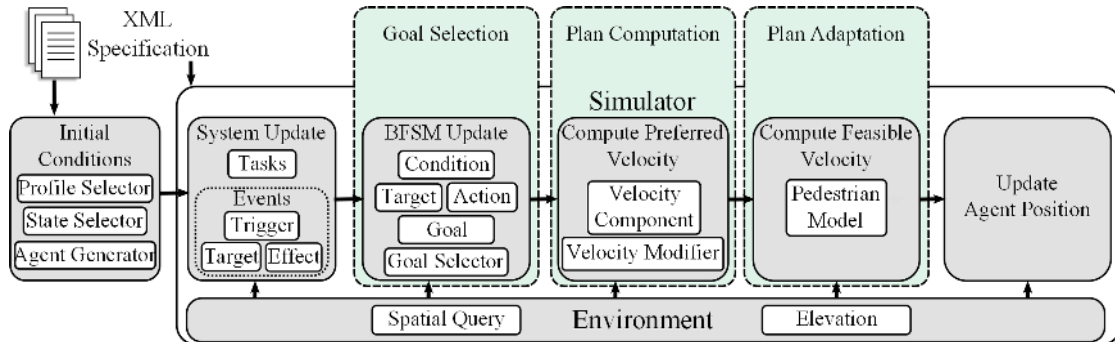 XML
Specification
Goal Selection
Plan Computation
Plan Adaptation
Simulator
Initial
Conditions
Profile Selector
State Selector
Agent Generator
System Update
Tasks
Events
Trigger
Target
Effect
BFSM Update
Condition
Target
Action
Goal
Goal Selector
Compute Preferred
Velocity
Velocity
Component
Velocity Modifier
Compute Feasible
Velocity
Pedestrian
Model
Update
Agent Position
Spatial Query
Environment
Elevation